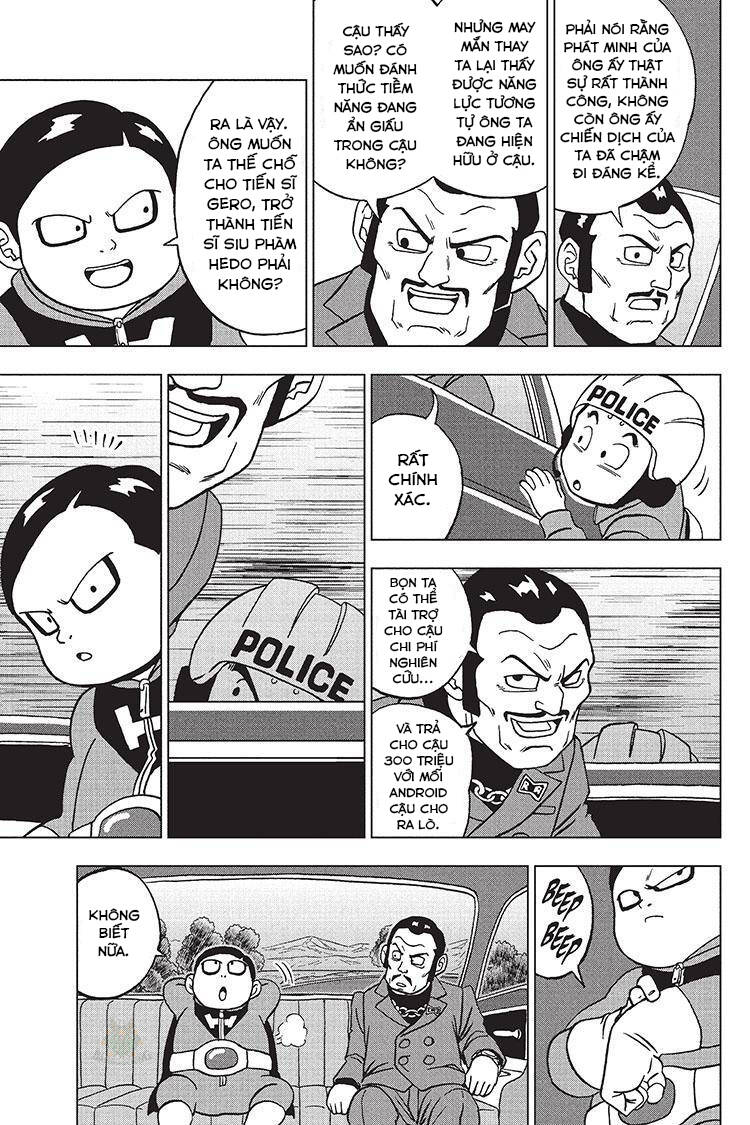 PHẢI NÓI RẰNG
PHÁT MINH CỦA
ÔNG ẤY THẬT
SỰ RẤT THÀNH
CÔNG, KHÔNG
CÒN ÔNG ẤY
CHIẾN DỊCH CỦA
TA ĐÃ CHẬM
ĐI ĐÁNG KỂ.
NHƯNG MAY
MẮN THAY
TA LẠI THẤY
ĐƯỢC NĂNG
LỰC TƯƠNG
TỰ ÔNG TA
ĐANG HIỆN
HỮU Ở CẬU.
CẬU THẤY
SAO? CÓ
MUỐN ĐÁNH
THỨC TIỀM
NĂNG ĐANG
ẨN GIẤU
TRONG CẬU
KHÔNG?
RA LÀ VẬY.
ÔNG MUỐN
TA THẾ CHỐ
CHO TIẾN SĨ
GERO, TRỞ
THÀNH TIẾN
SĨ SIU PHÀM
HEDO PHẢI
KHÔNG?
POLICE
RẤT
CHÍNH
XÁC.
POLICE
BỌN TA
CÓ THỂ
TÀI TRỢ
CHO CẬU
CHI PHÍ
NGHIÊN
CỨU...
VÀ TRẢ
CHO CẬU
300 TRIỆU
VỚI MỖI
ANDROID
CẬU CHO
RA LÒ.
BEEP
BEEP
KHÔNG
BIẾT
NỮA.